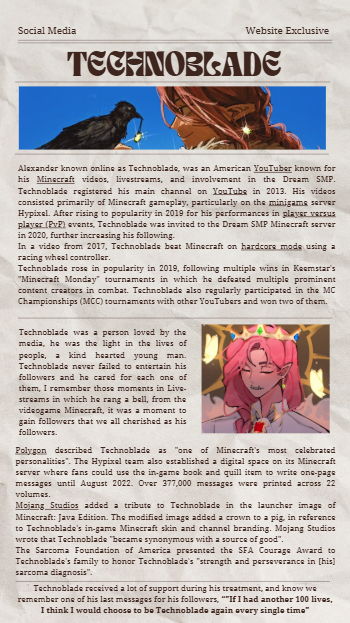 Social Media
Website Exclusive
TECHNOBLADE
Alexander known online as Technoblade, was an American YouTuber known for
his Minecraft videos, livestreams, and involvement in the Dream SMP.
Technoblade registered his main channel on YouTube in 2013. His videos
consisted primarily of Minecraft gameplay, particularly on the minigame server
Hypixel. After rising to popularity in 2019 for his performances in player versus
player (PvP) events, Technoblade was invited to the Dream SMP Minecraft server
in 2020, further increasing his following.
In a video from 2017, Technoblade beat Minecraft on hardcore mode using a
racing wheel controller.
Technoblade rose in popularity in 2019, following multiple wins in Keemstar's
"Minecraft Monday" tournaments in which he defeated multiple prominent
content creators in combat. Technoblade also regularly participated in the MC
Championships (MCC) tournaments with other YouTubers and won two of them.
Technoblade was a person loved by the
media, he was the light in the lives of
people, a kind hearted young man.
Technoblade never failed to entertain his
followers and he cared for each one of
them, I remember those moments in Live-
streams in which he rang a bell, from the
videogame Minecraft, it was a moment to
gain followers that we all cherished as his
followers.
Polygon described Technoblade as "one of Minecraft's most celebrated
personalities". The Hypixel team also established a digital space on its Minecraft
server where fans could use the in-game book and quill item to write one-page
messages until August 2022. Over 377,000 messages were printed across 22
volumes.
Mojang Studios added a tribute to Technoblade in the launcher image of
Minecraft: Java Edition. The modified image added a crown to a pig, in reference
to Technoblade's in-game Minecraft skin and channel branding. Mojang Studios
wrote that Technoblade "became synonymous with a source of good".
The Sarcoma Foundation of America presented the SFA Courage Award to
Technoblade's family to honor Technoblade's "strength and perseverance in [his]
sarcoma diagnosis".
Technoblade received a lot of support during his treatment, and know we
remember one of his last messages for his followers, "“If I had another 100 lives,
I think I would choose to be Technoblade again every single time”